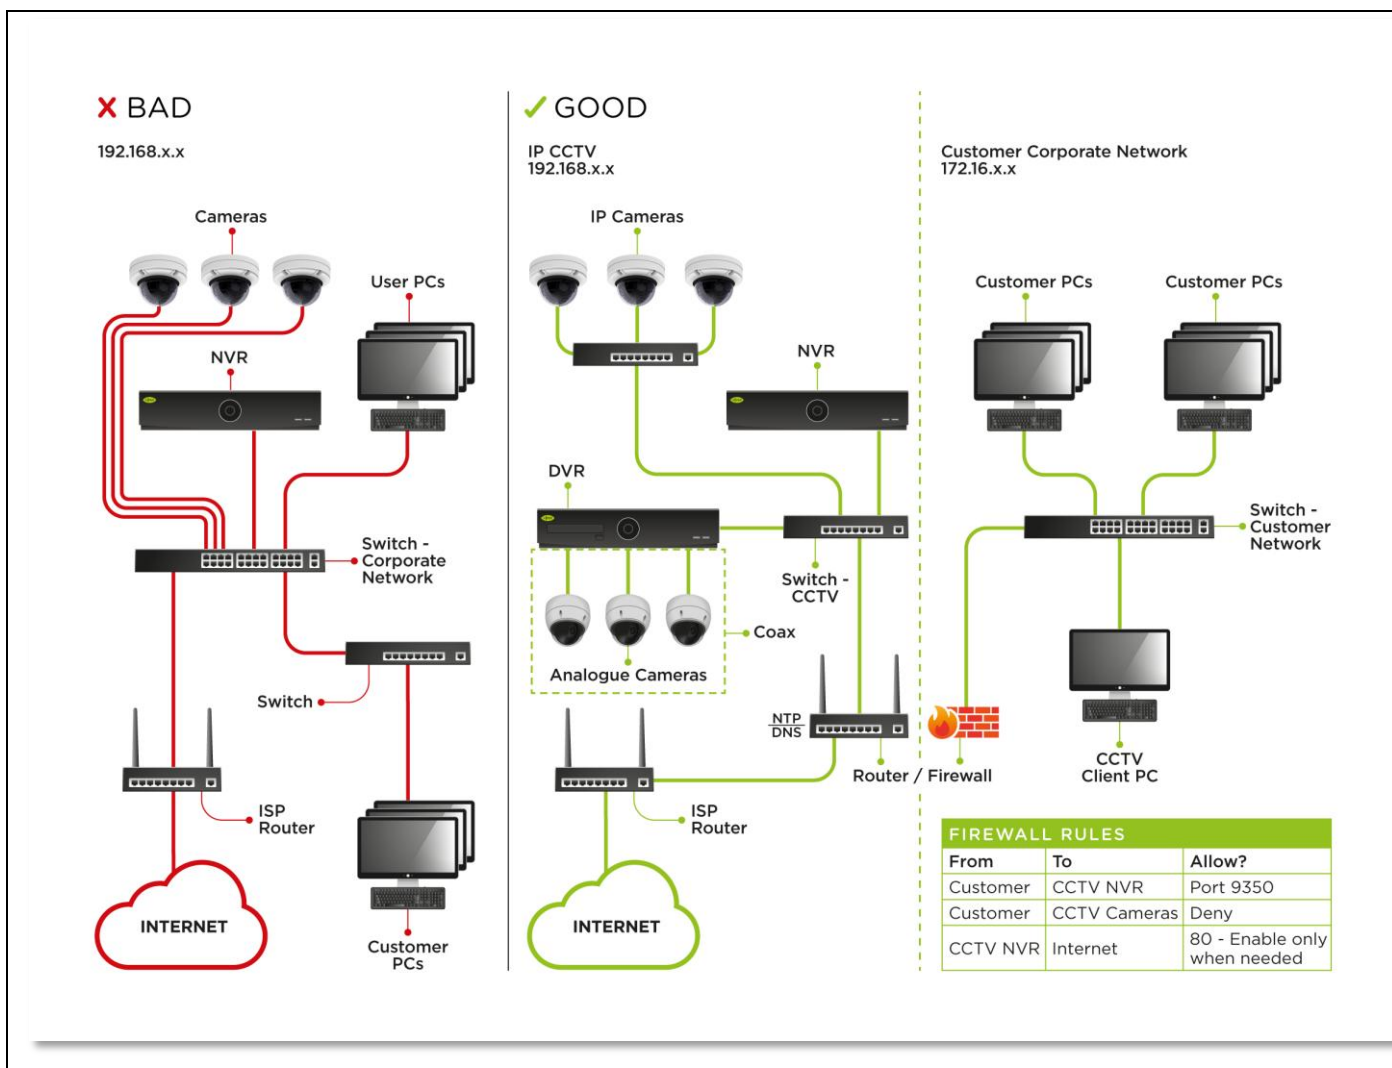 BAD
192.168.x.x
Cameras
User PCs
NVR
Switch -
Corporate
Network
Switch
ISP
Router
INTERNET
Customer
PCs
GOOD
IP CCTV
192.168.x.x
IP Cameras
NVR
DVR
Switch -
CCTV
Coax
Analogue Cameras
NTP
DNS
Router / Firewall
ISP
Router
INTERNET
Customer Corporate Network
172.16.x.x
Customer PCs
Customer PCs
Switch -
Customer
Network
CCTV
Client PC
FIREWALL RULES
From To Allow?
Customer CCTV NVR Port 9350
Customer CCTV Cameras Deny
CCTV NVR Internet 80 - Enable only
when needed